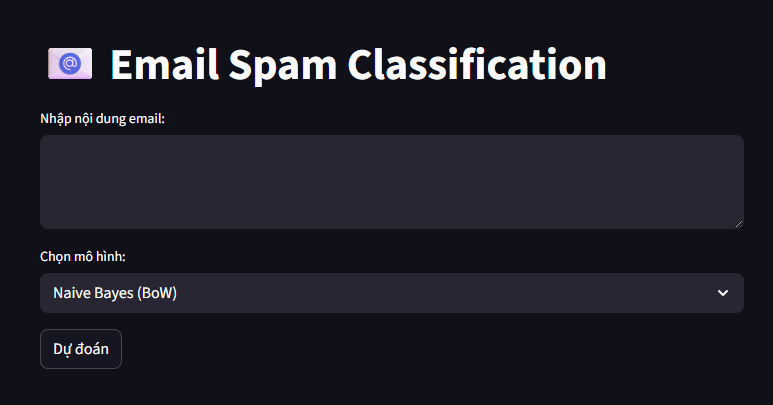 Email Spam Classification
Nhập nội dung email:
Chọn mô hình:
Naive Bayes (BoW)
Dự đoán